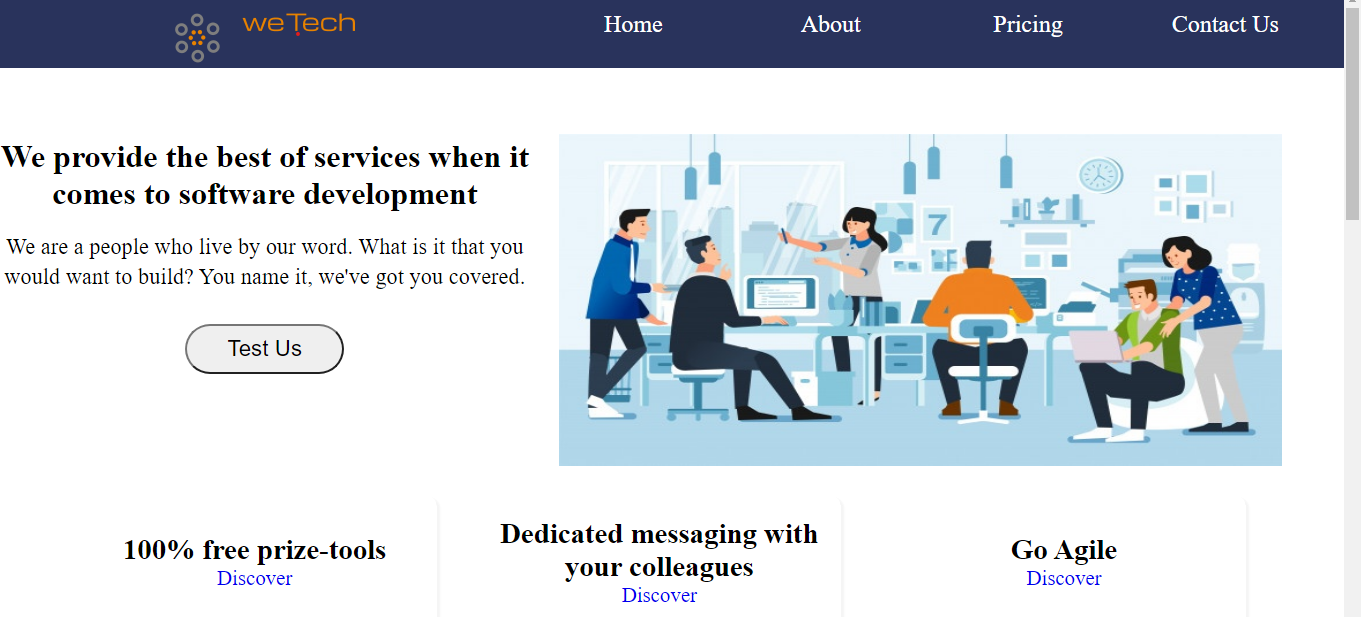 weTech
Home
About
Pricing
Contact Us
We provide the best of services when it
comes to software development
We are a people who live by our word. What is it that you
would want to build? You name it, we've got you covered.
Test Us
7
100% free prize-tools
Discover
Dedicated messaging with
your colleagues
Discover
Go Agile
Discover